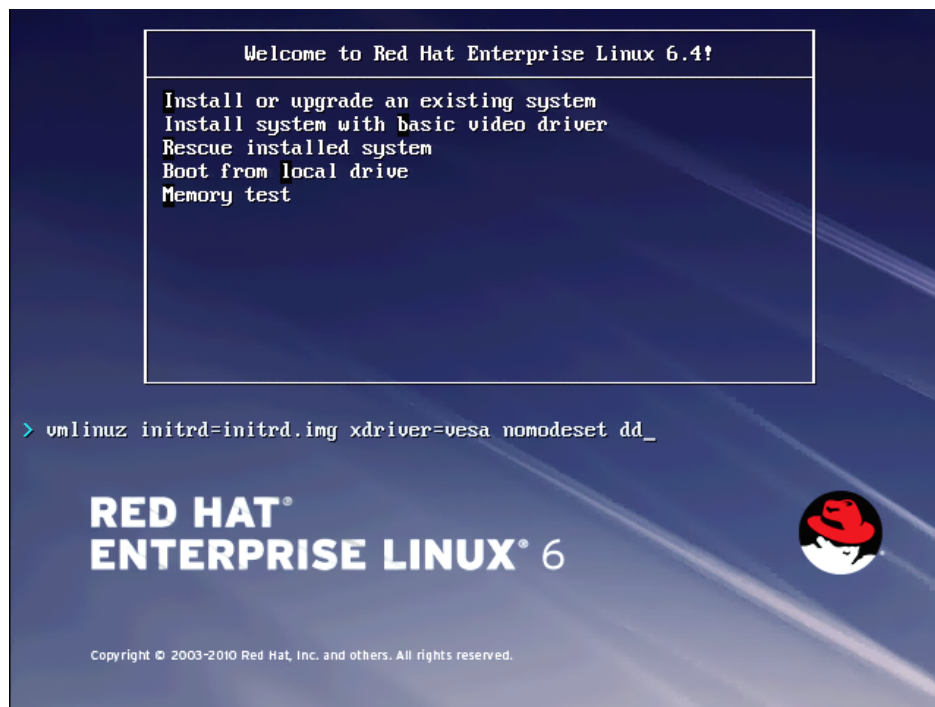 Welcome to Red Hat Enterprise Linux 6.4!
Install or upgrade an existing system
Install system with basic video driver
Rescue installed system
Boot from local drive
Memory test
> vmlinuz initrd=initrd.img xdriver=vesa nomodeset dd_
RED HAT®
ENTERPRISE LINUX® 6
Copyright © 2003-2010 Red Hat, Inc. and others. All rights reserved.